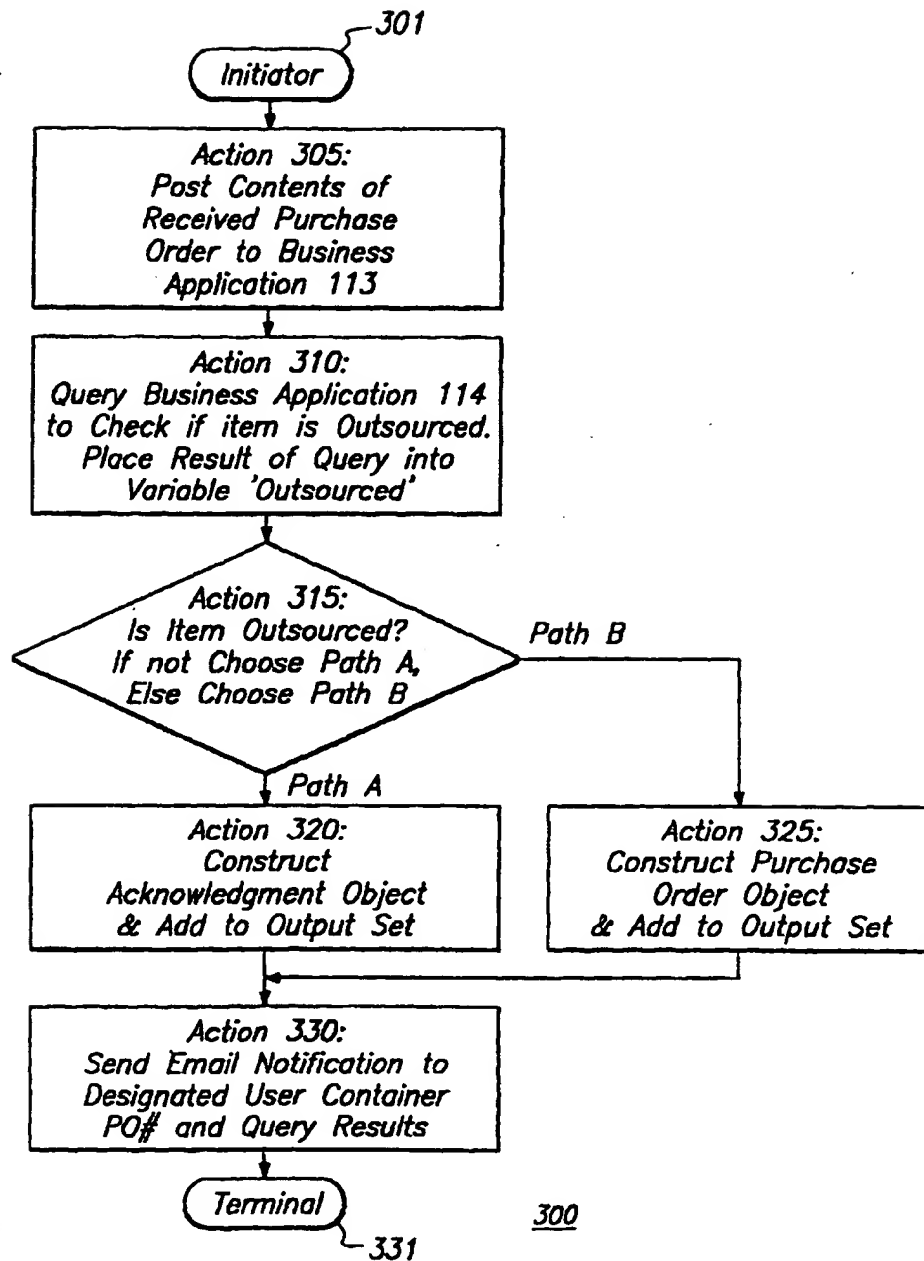 301
Initiator
Action 305:
Post Contents of
Received Purchase
Order to Business
Application 113
Action 310:
Query Business Application 114
to Check if item is Outsourced.
Place Result of Query into
Variable 'Outsourced'
Action 315:
Is Item Outsourced?
If not Choose Path A,
Else Choose Path B
Path B
Path A
Action 320:
Construct
Acknowledgment Object
& Add to Output Set
Action 325:
Construct Purchase
Order Object
& Add to Output Set
Action 330:
Send Email Notification to
Designated User Container
PO# and Query Results
Terminal
331
300